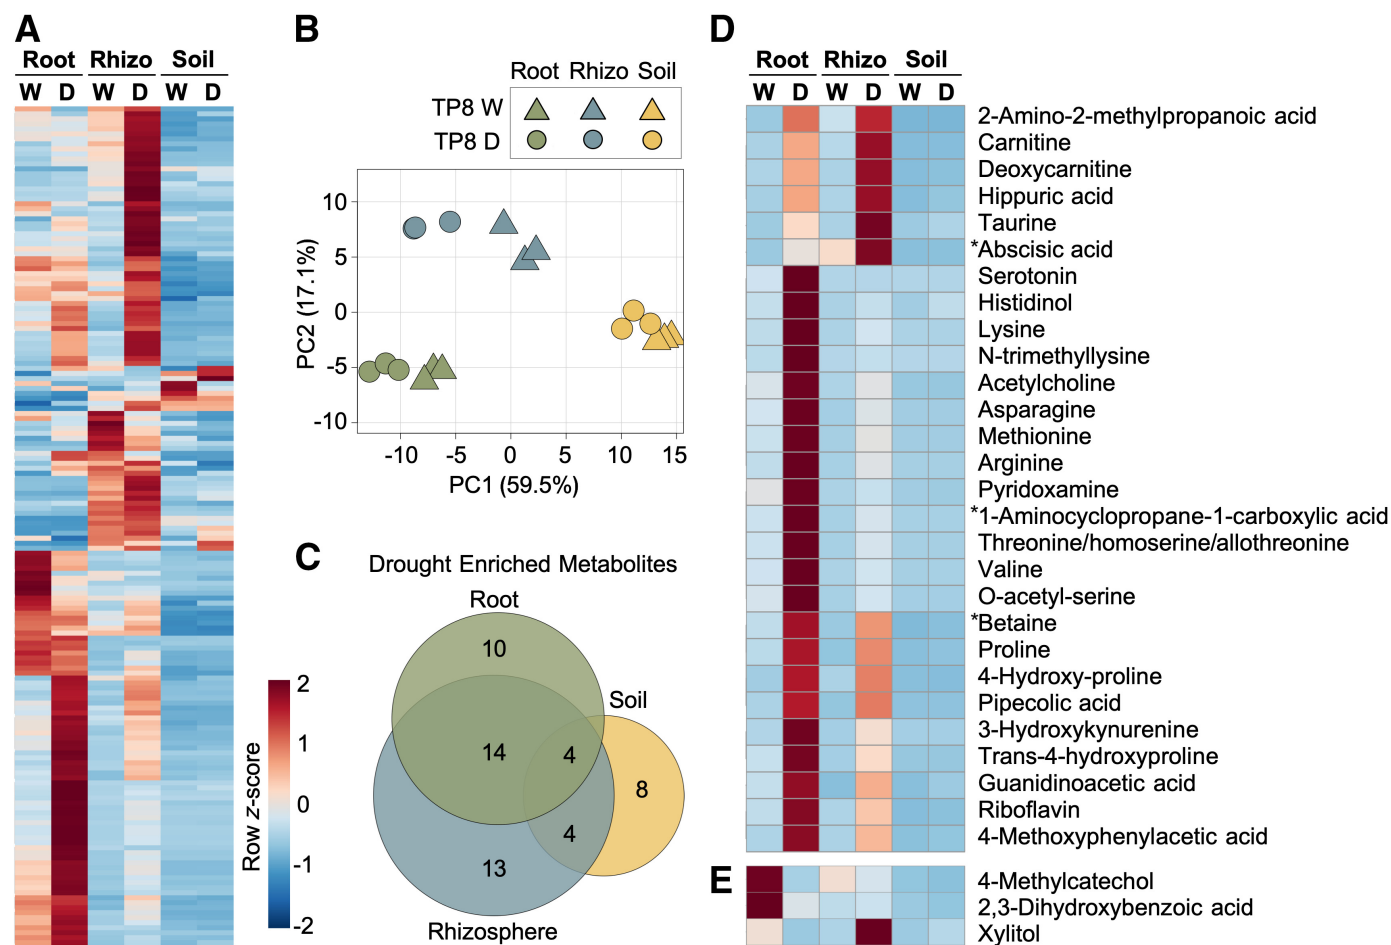 A
Root Rhizo Soil
W D W D W D
Row z-score
2
1
0
-1
-2
B
Root Rhizo Soil
TP8 W
TP8 D
PC2 (17.1%)
10
5
0
-5
-10
-10 -5 0 5 10 15
PC1 (59.5%)
C
Drought Enriched Metabolites
Root
10
Soil
14 4
8
4
13
Rhizosphere
D
Root Rhizo Soil
W D W D W D
2-Amino-2-methylpropanoic acid
Carnitine
Deoxycarnitine
Hippuric acid
Taurine
*Abscisic acid
Serotonin
Histidinol
Lysine
N-trimethyllysine
Acetylcholine
Asparagine
Methionine
Arginine
Pyridoxamine
*1-Aminocyclopropane-1-carboxylic acid
Threonine/homoserine/allothreonine
Valine
O-acetyl-serine
*Betaine
Proline
4-Hydroxy-proline
Pipecolic acid
3-Hydroxykynurenine
Trans-4-hydroxyproline
Guanidinoacetic acid
Riboflavin
4-Methoxyphenylacetic acid
E
4-Methylcatechol
2,3-Dihydroxybenzoic acid
Xylitol